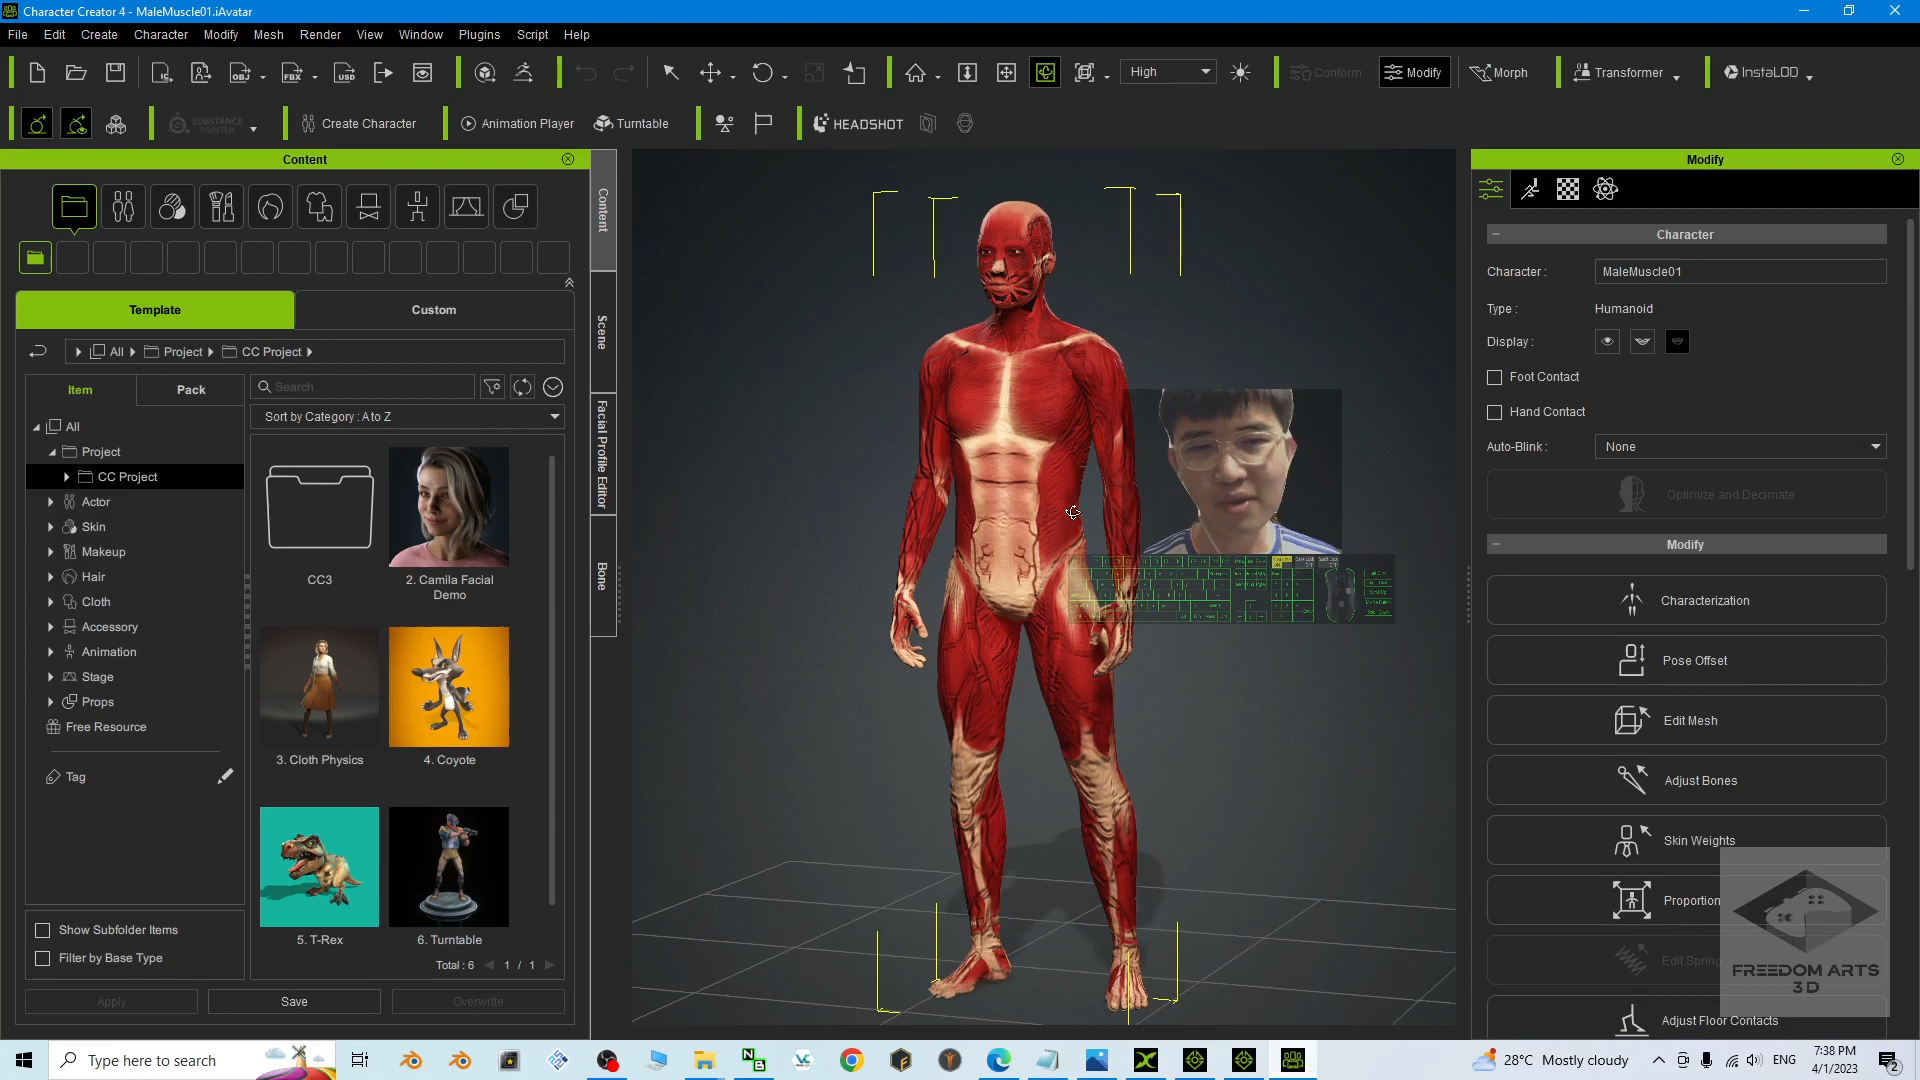 Character Creator 4 - MaleMuscle01.iAvatar
File Edit Create Character Modify Mesh Render View Window Plugins Script Help
High
Conform
Modify
Morph
Transformer
InstaLOD
SUBSTANCE PAINTER
Create Character
Animation Player
Turntable
HEADSHOT
Content
Template
Custom
All Project CC Project
Item
Pack
Search
Sort by Category : A to Z
All
Project
CC Project
Actor
Skin
Makeup
Hair
Cloth
Accessory
Animation
Stage
Props
Free Resource
Tag
Show Subfolder Items
Filter by Base Type
CC3
2. Camila Facial
Demo
3. Cloth Physics
4. Coyote
5. T-Rex
6. Turntable
Total : 6 1 / 1
Apply
Save
Overwrite
Content
Scene
Facial Profile Editor
Bone
Modify
Character
Character :
MaleMuscle01
Type :
Humanoid
Display :
Foot Contact
Hand Contact
Auto-Blink :
None
Optimize and Decimate
Modify
Characterization
Pose Offset
Edit Mesh
Adjust Bones
Skin Weights
Proportion
Edit Spring
Adjust Floor Contacts
FREEDOM ARTS
3D
Type here to search
28°C Mostly cloudy
ENG
7:38 PM
4/1/2023
2